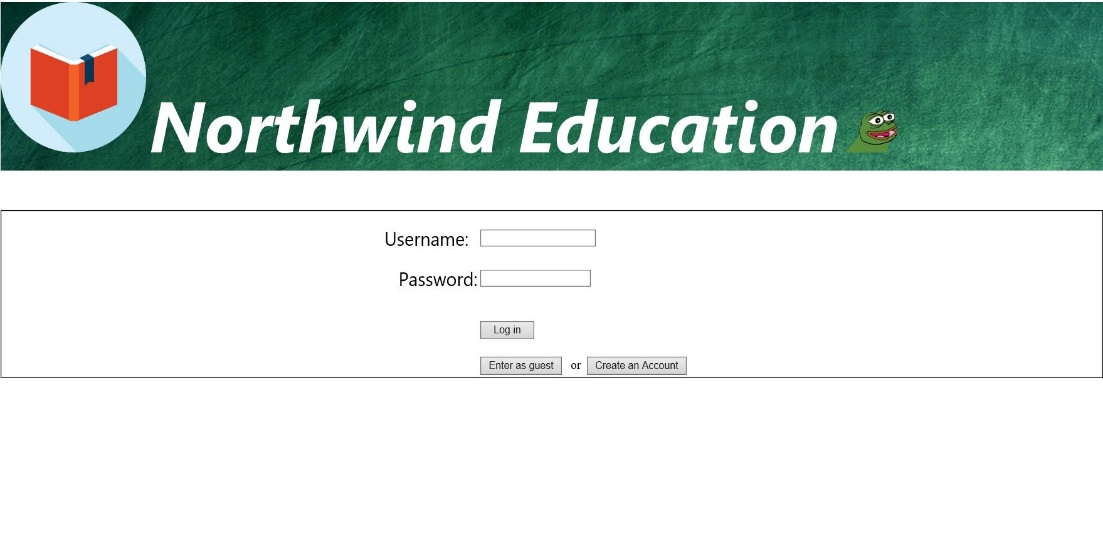 Northwind Education
Username:
Password:
Log in
Enter as guest or Create an Account